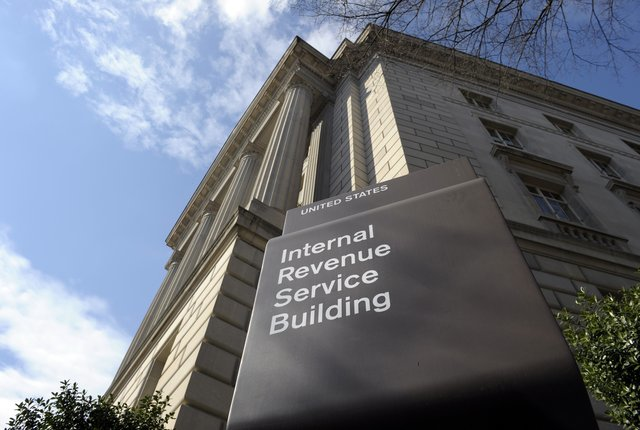 UNITED STATES
Internal
Revenue
Service
Building